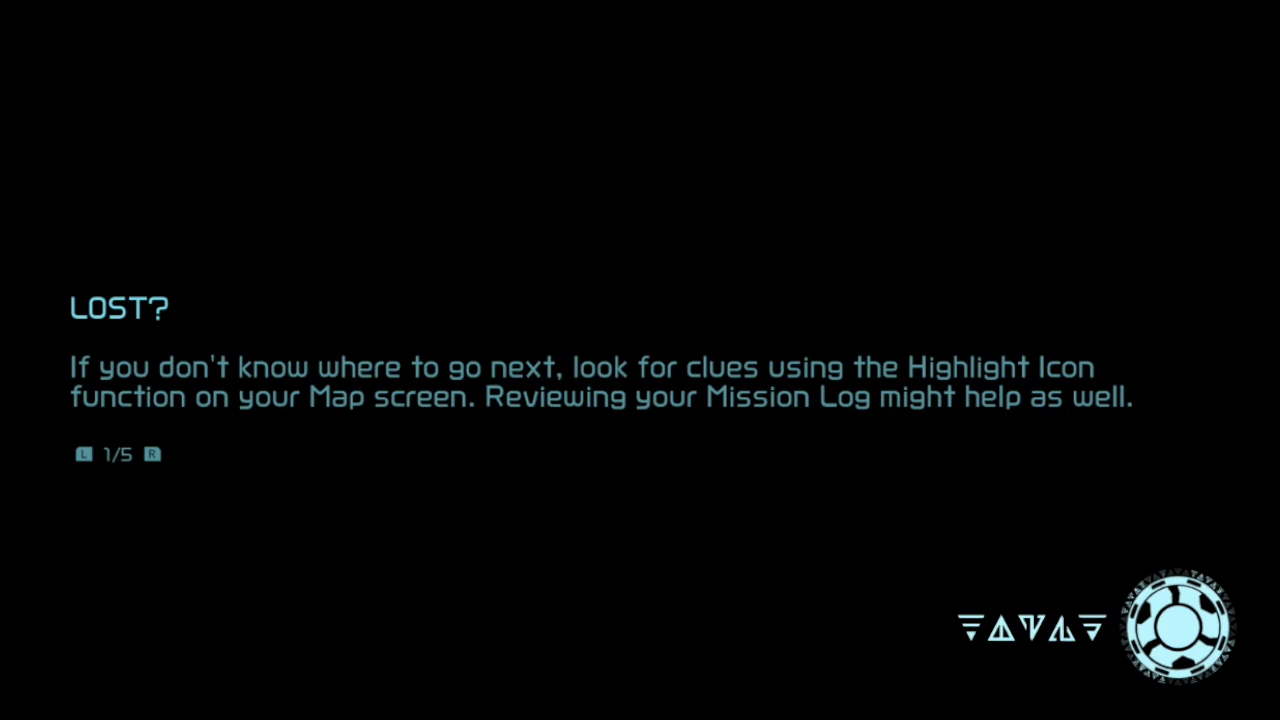 LOST?
If you don't know where to go next, look for clues using the Highlight Icon
function on your Map screen. Reviewing your Mission Log might help as well.
L 1/5 R